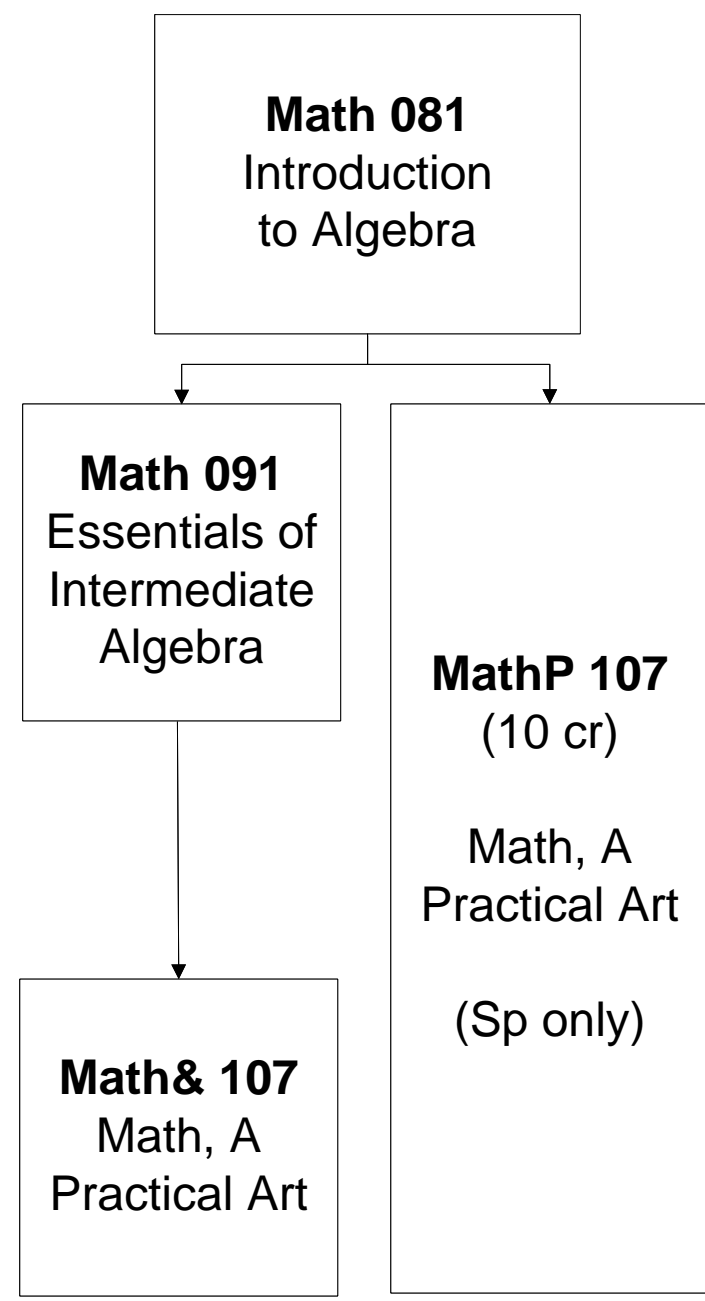 Math 081
Introduction
to Algebra
Math 091
Essentials of
Intermediate
Algebra
Math& 107
Math, A
Practical Art
MathP 107
(10 cr)
Math, A
Practical Art
(Sp only)